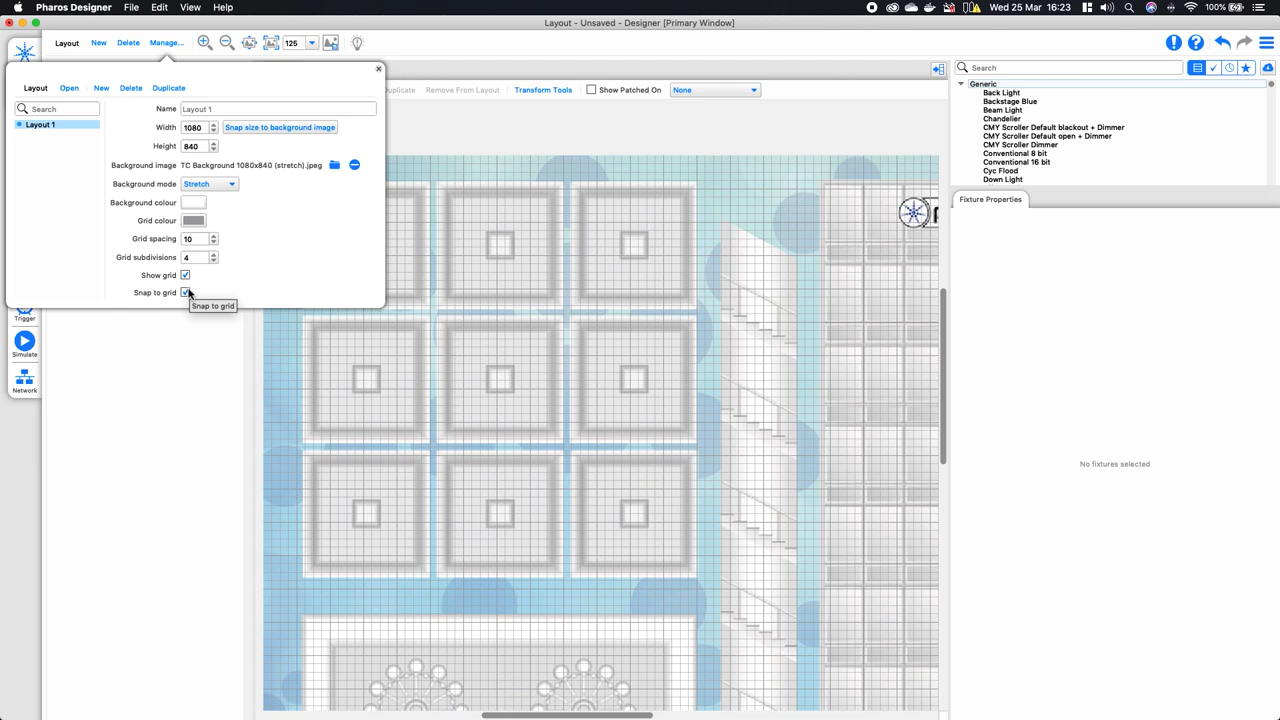 Pharos Designer File Edit View Help
Wed 25 Mar 16:23 100%
Layout - Unsaved - Designer [Primary Window]
Layout New Delete Manage... 125
Layout Open New Delete Duplicate
Search
Layout 1
Name Layout 1
Width 1080 Snap size to background image
Height 840
Background image TC Background 1080x840 (stretch).jpeg
Background mode Stretch
Background colour
Grid colour
Grid spacing 10
Grid subdivisions 4
Show grid
Snap to grid
Snap to grid
Remove From Layout Transform Tools Show Patched On None
Trigger
Simulate
Network
Search
Generic
Back Light
Backstage Blue
Beam Light
Chandelier
CMY Scroller Default blackout + Dimmer
CMY Scroller Default open + Dimmer
CMY Scroller Dimmer
Conventional 8 bit
Conventional 16 bit
Cyc Flood
Down Light
Fixture Properties
No fixtures selected